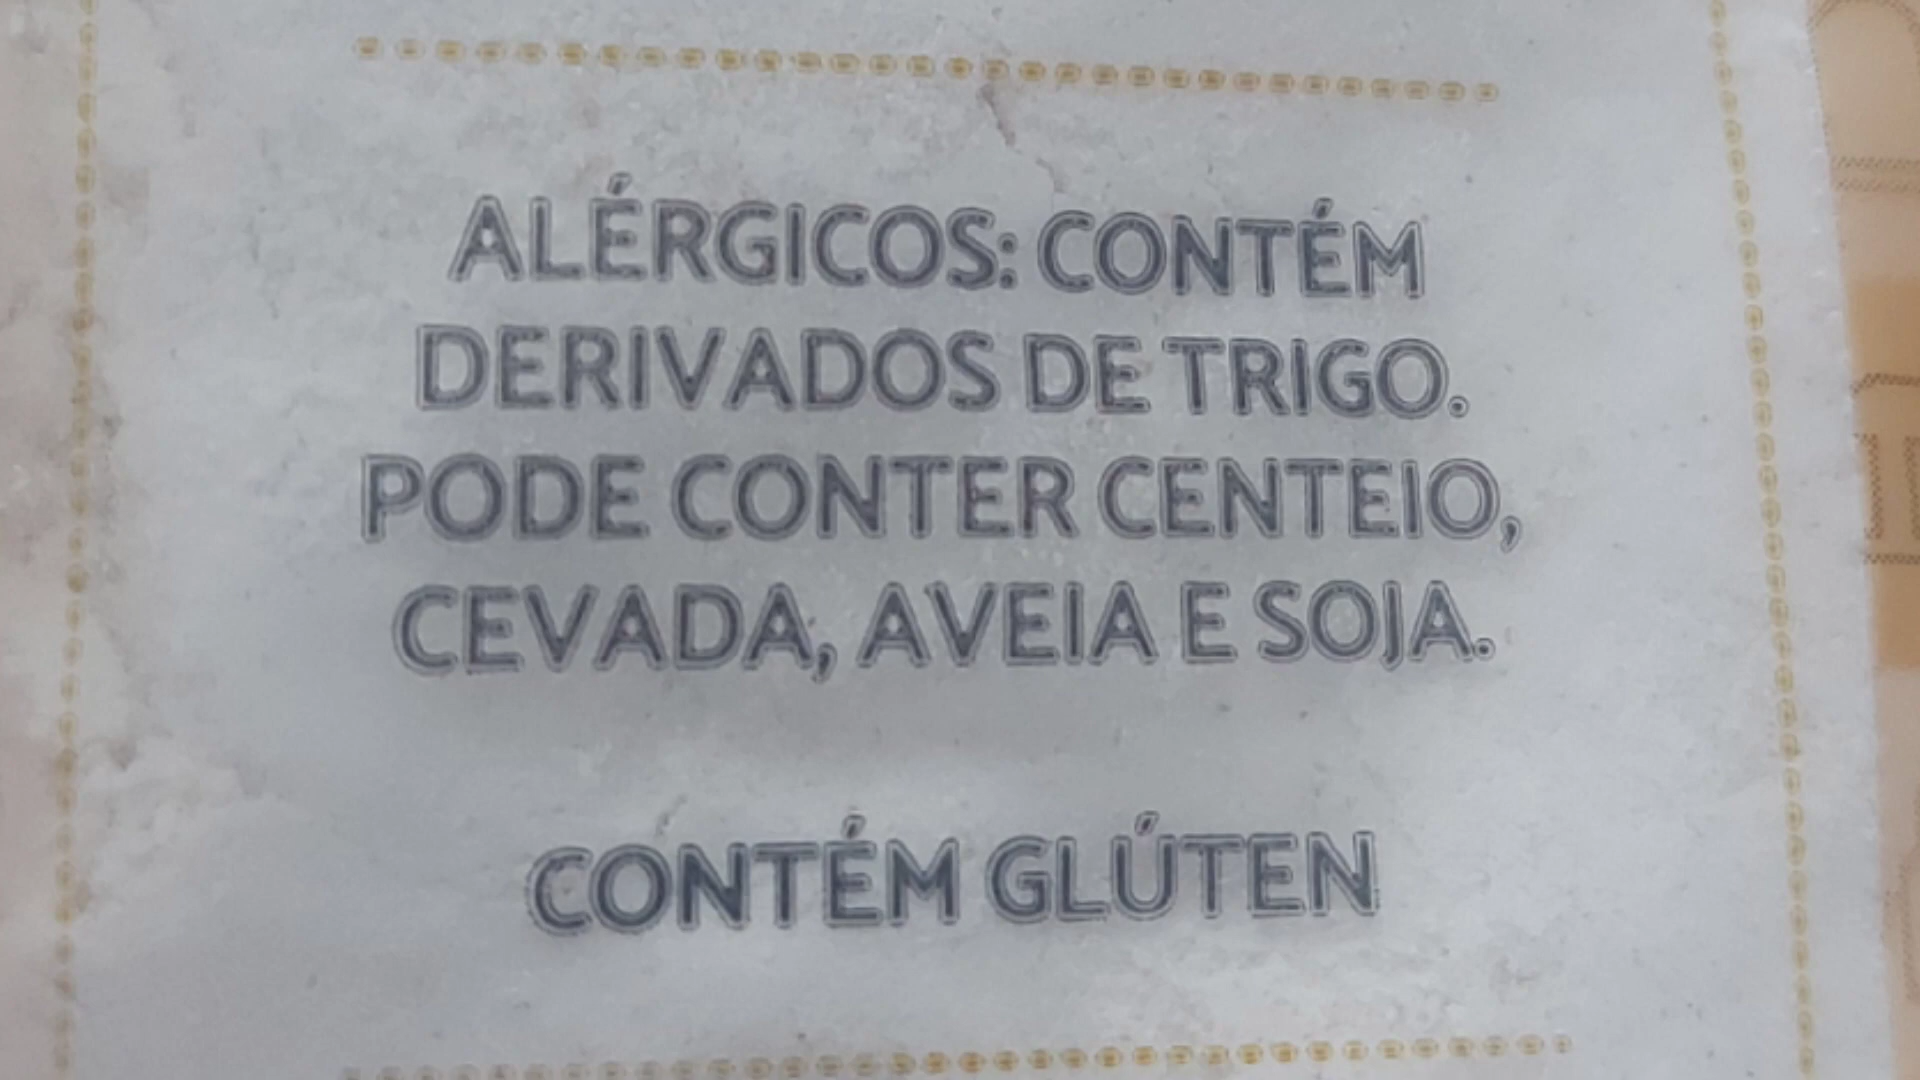 ALÉRGICOS: CONTÉM
DERIVADOS DE TRIGO.
PODE CONTER CENTEIO,
CEVADA, AVEIA E SOJA.
CONTÉM GLÚTEN